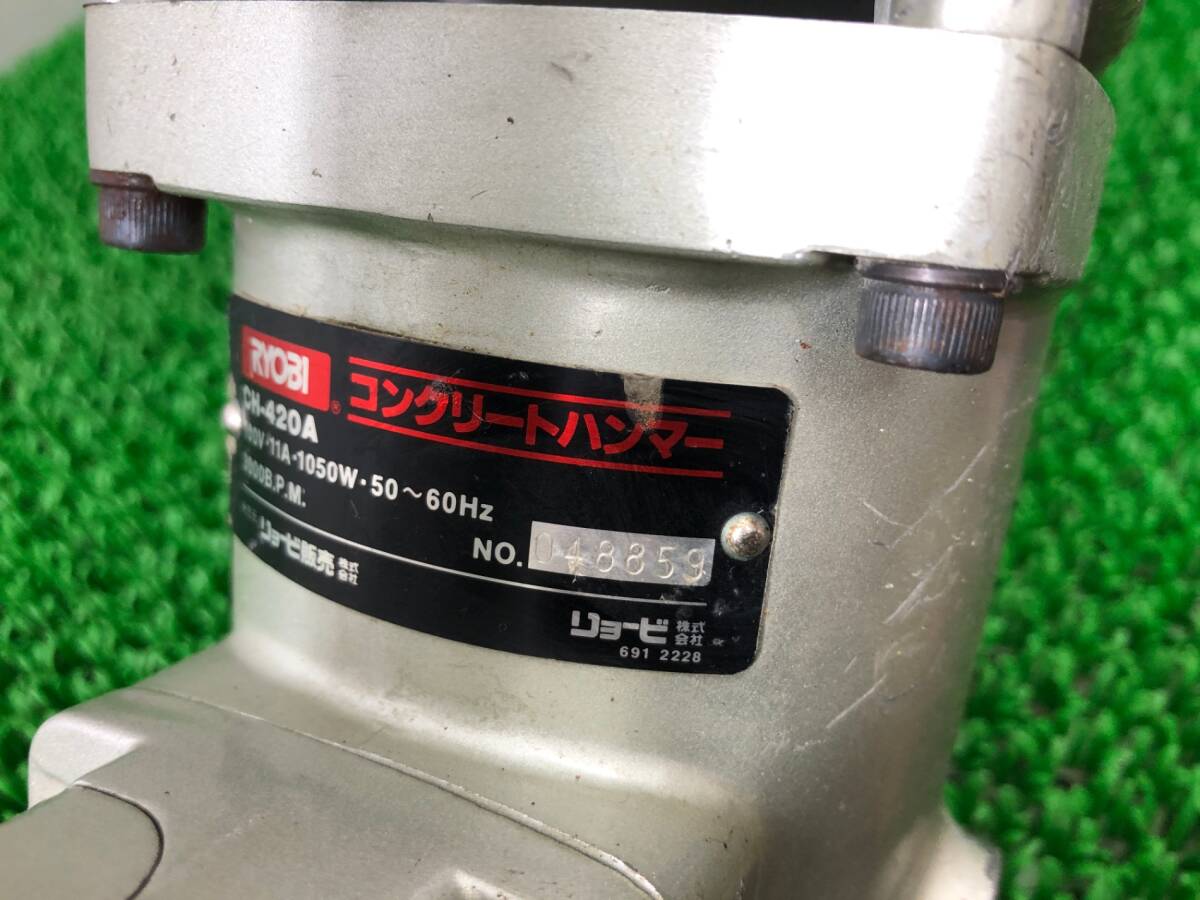 RYOBI® コンクリートハンマー
CH-420A
100V·11A·1050W·50～60Hz
3000B.P.M.
NO. 048859
リョービ販売 株式会社
リョービ 株式会社
691 2228